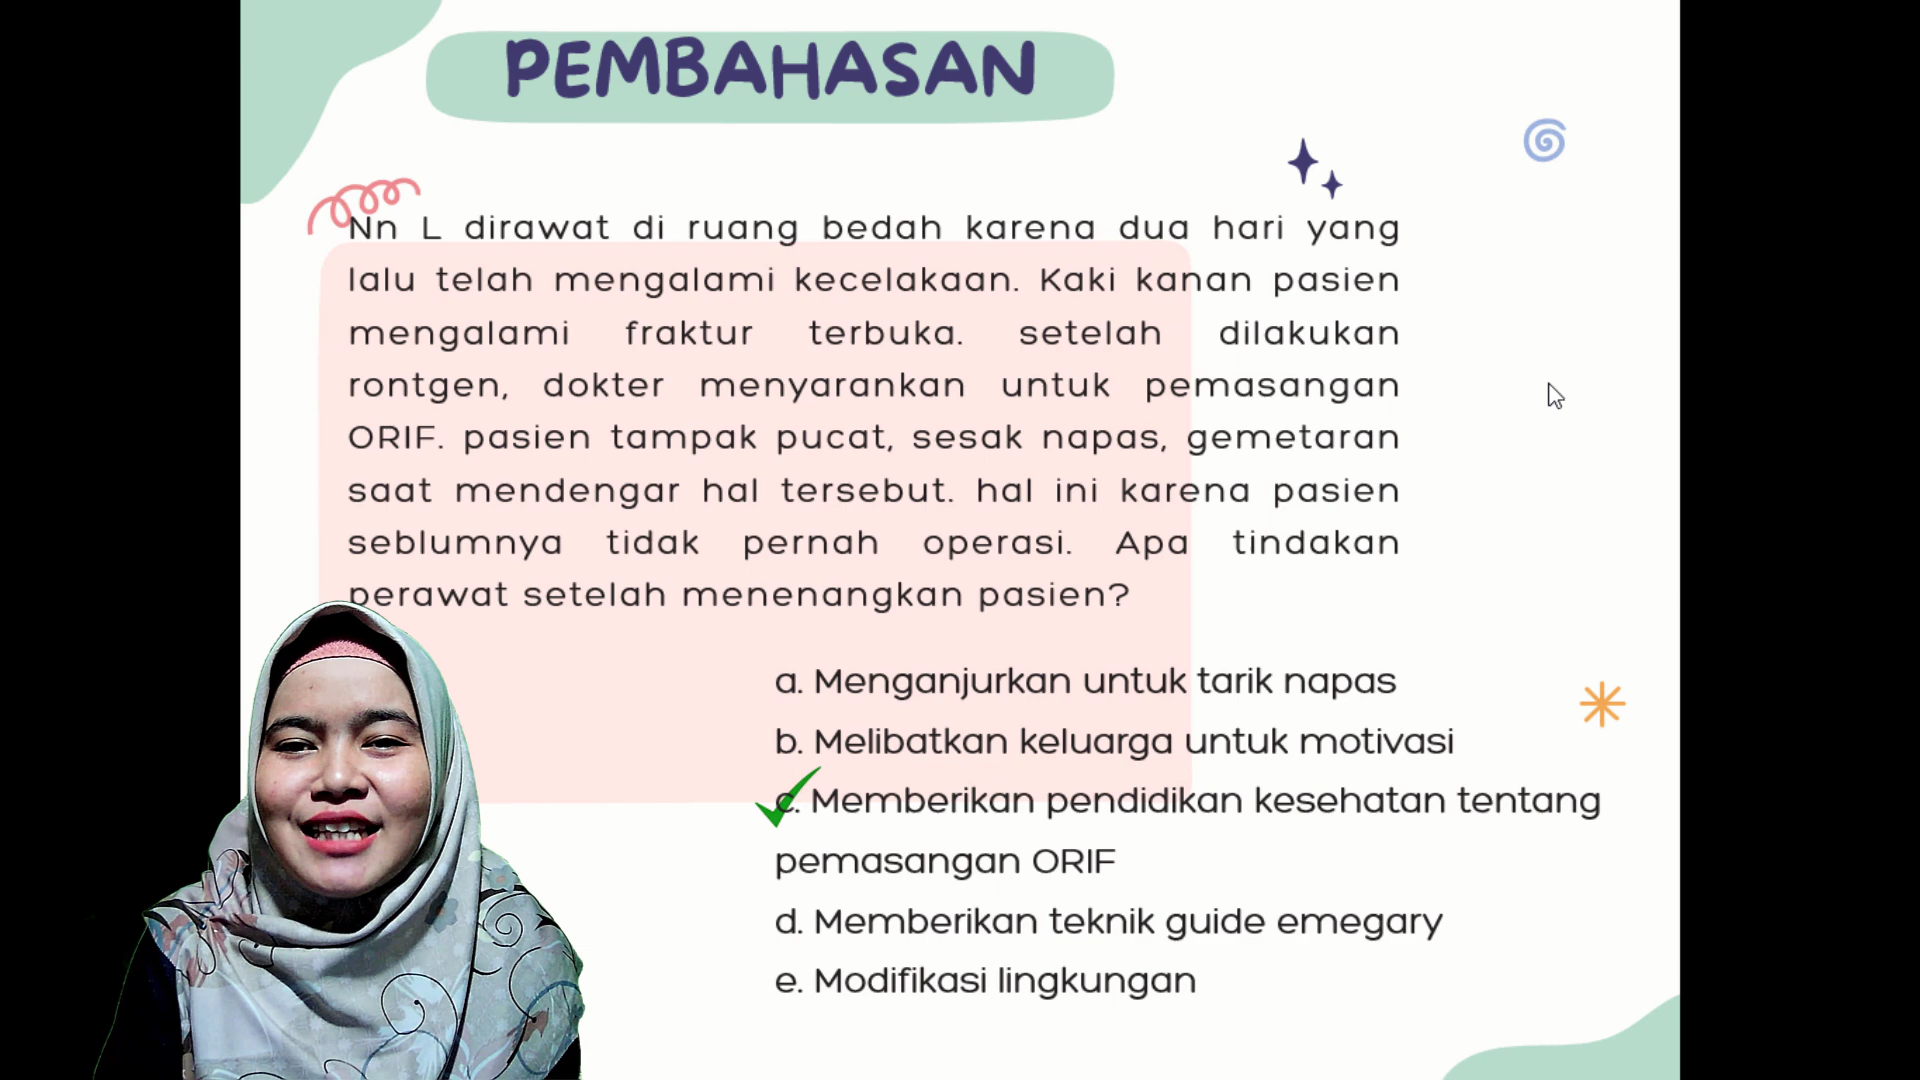 PEMBAHASAN
Nn L dirawat di ruang bedah karena dua hari yang
lalu telah mengalami kecelakaan. Kaki kanan pasien
mengalami fraktur terbuka. setelah dilakukan
rontgen, dokter menyarankan untuk pemasangan
ORIF. pasien tampak pucat, sesak napas, gemetaran
saat mendengar hal tersebut. hal ini karena pasien
seblumnya tidak pernah operasi. Apa tindakan
perawat setelah menenangkan pasien?
a. Menganjurkan untuk tarik napas
b. Melibatkan keluarga untuk motivasi
c. Memberikan pendidikan kesehatan tentang
pemasangan ORIF
d. Memberikan teknik guide emegary
e. Modifikasi lingkungan